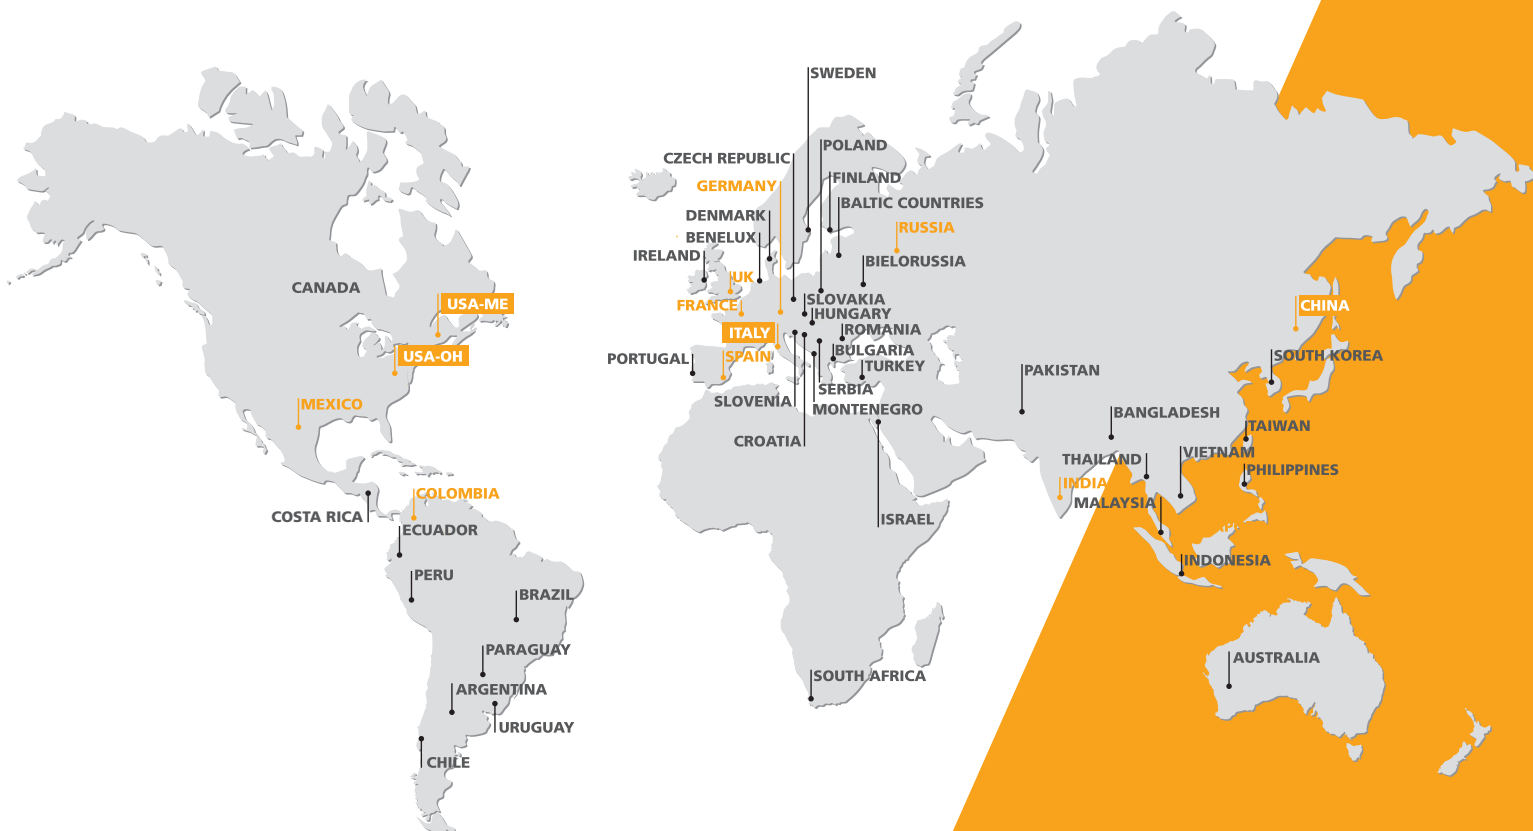 SWEDEN
POLAND
CZECH REPUBLIC
FINLAND
GERMANY
BALTIC COUNTRIES
DENMARK
RUSSIA
BENELUX
IRELAND
BIELORUSSIA
UK
CANADA
SLOVAKIA
USA-ME
FRANCE
CHINA
HUNGARY
ROMANIA
ITALY
BULGARIA
USA-OH
SPAIN
SOUTH KOREA
PORTUGAL
TURKEY
PAKISTAN
SERBIA
SLOVENIA
MEXICO
MONTENEGRO
BANGLADESH
TAIWAN
CROATIA
VIETNAM
THAILAND
PHILIPPINES
INDIA
COLOMBIA
MALAYSIA
COSTA RICA
ISRAEL
ECUADOR
INDONESIA
PERU
BRAZIL
PARAGUAY
AUSTRALIA
SOUTH AFRICA
ARGENTINA
URUGUAY
CHILE